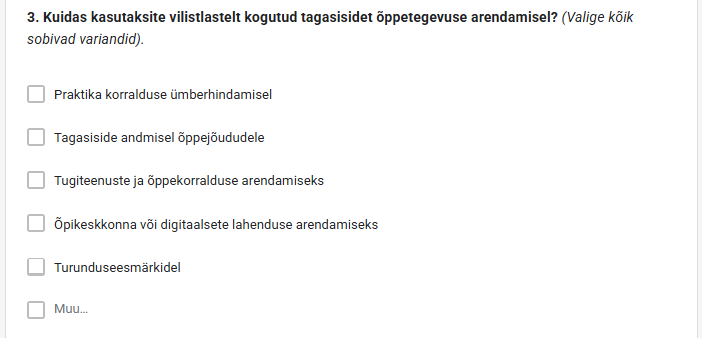 3. Kuidas kasutaksite vilistlastelt kogutud tagasisidet õppetegevuse arendamisel? (Valige kõik
sobivad variandid).
Praktika korralduse ümberhindamisel
Tagasiside andmisel õppejõududele
Tugiteenuste ja õppekorralduse arendamiseks
Õpikeskkonna või digitaalsete lahenduse arendamiseks
Turunduseesmärkidel
Muu...